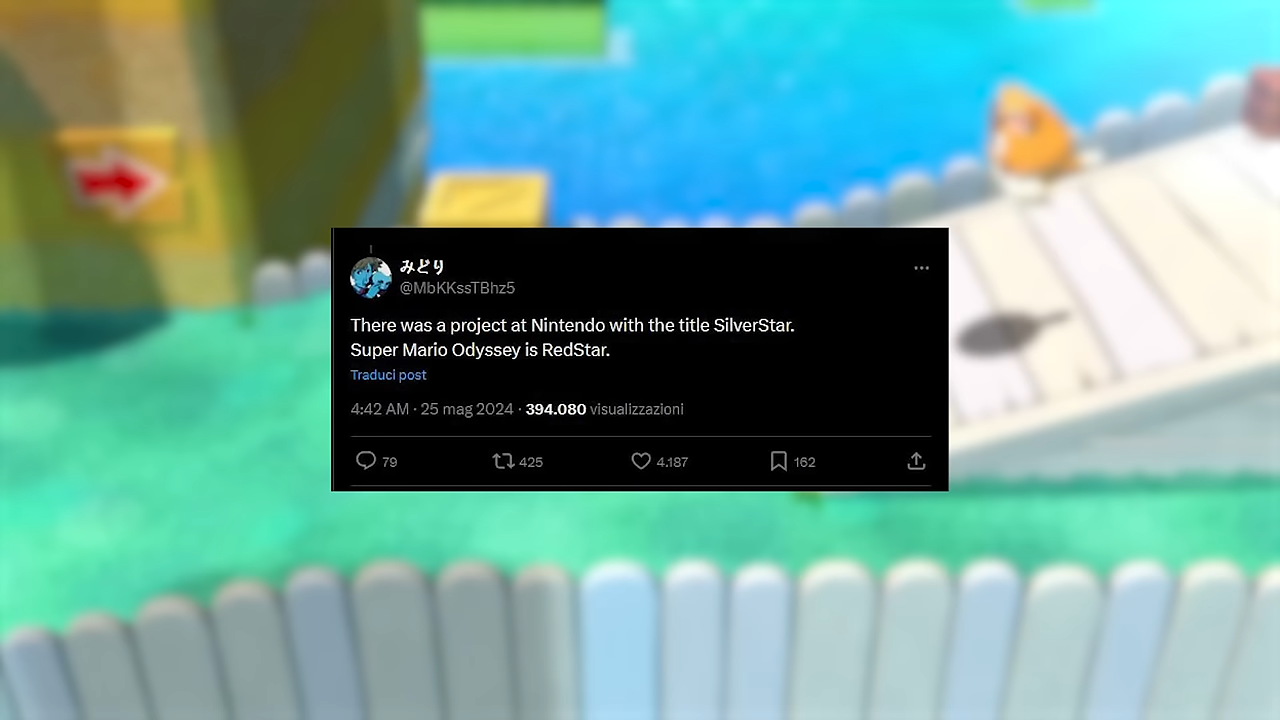 みどり
@MbKKssTBhz5
There was a project at Nintendo with the title SilverStar.
Super Mario Odyssey is RedStar.
Traduci post
4:42 AM · 25 mag 2024 · 394.080 visualizzazioni
79 425 4.187 162